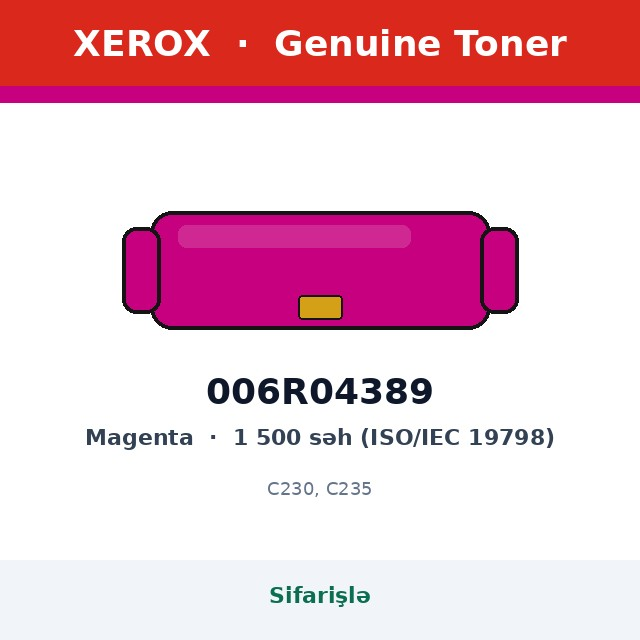 XEROX · Genuine Toner
006R04389
Magenta · 1 500 səh (ISO/IEC 19798)
C230, C235
Sifarişlə